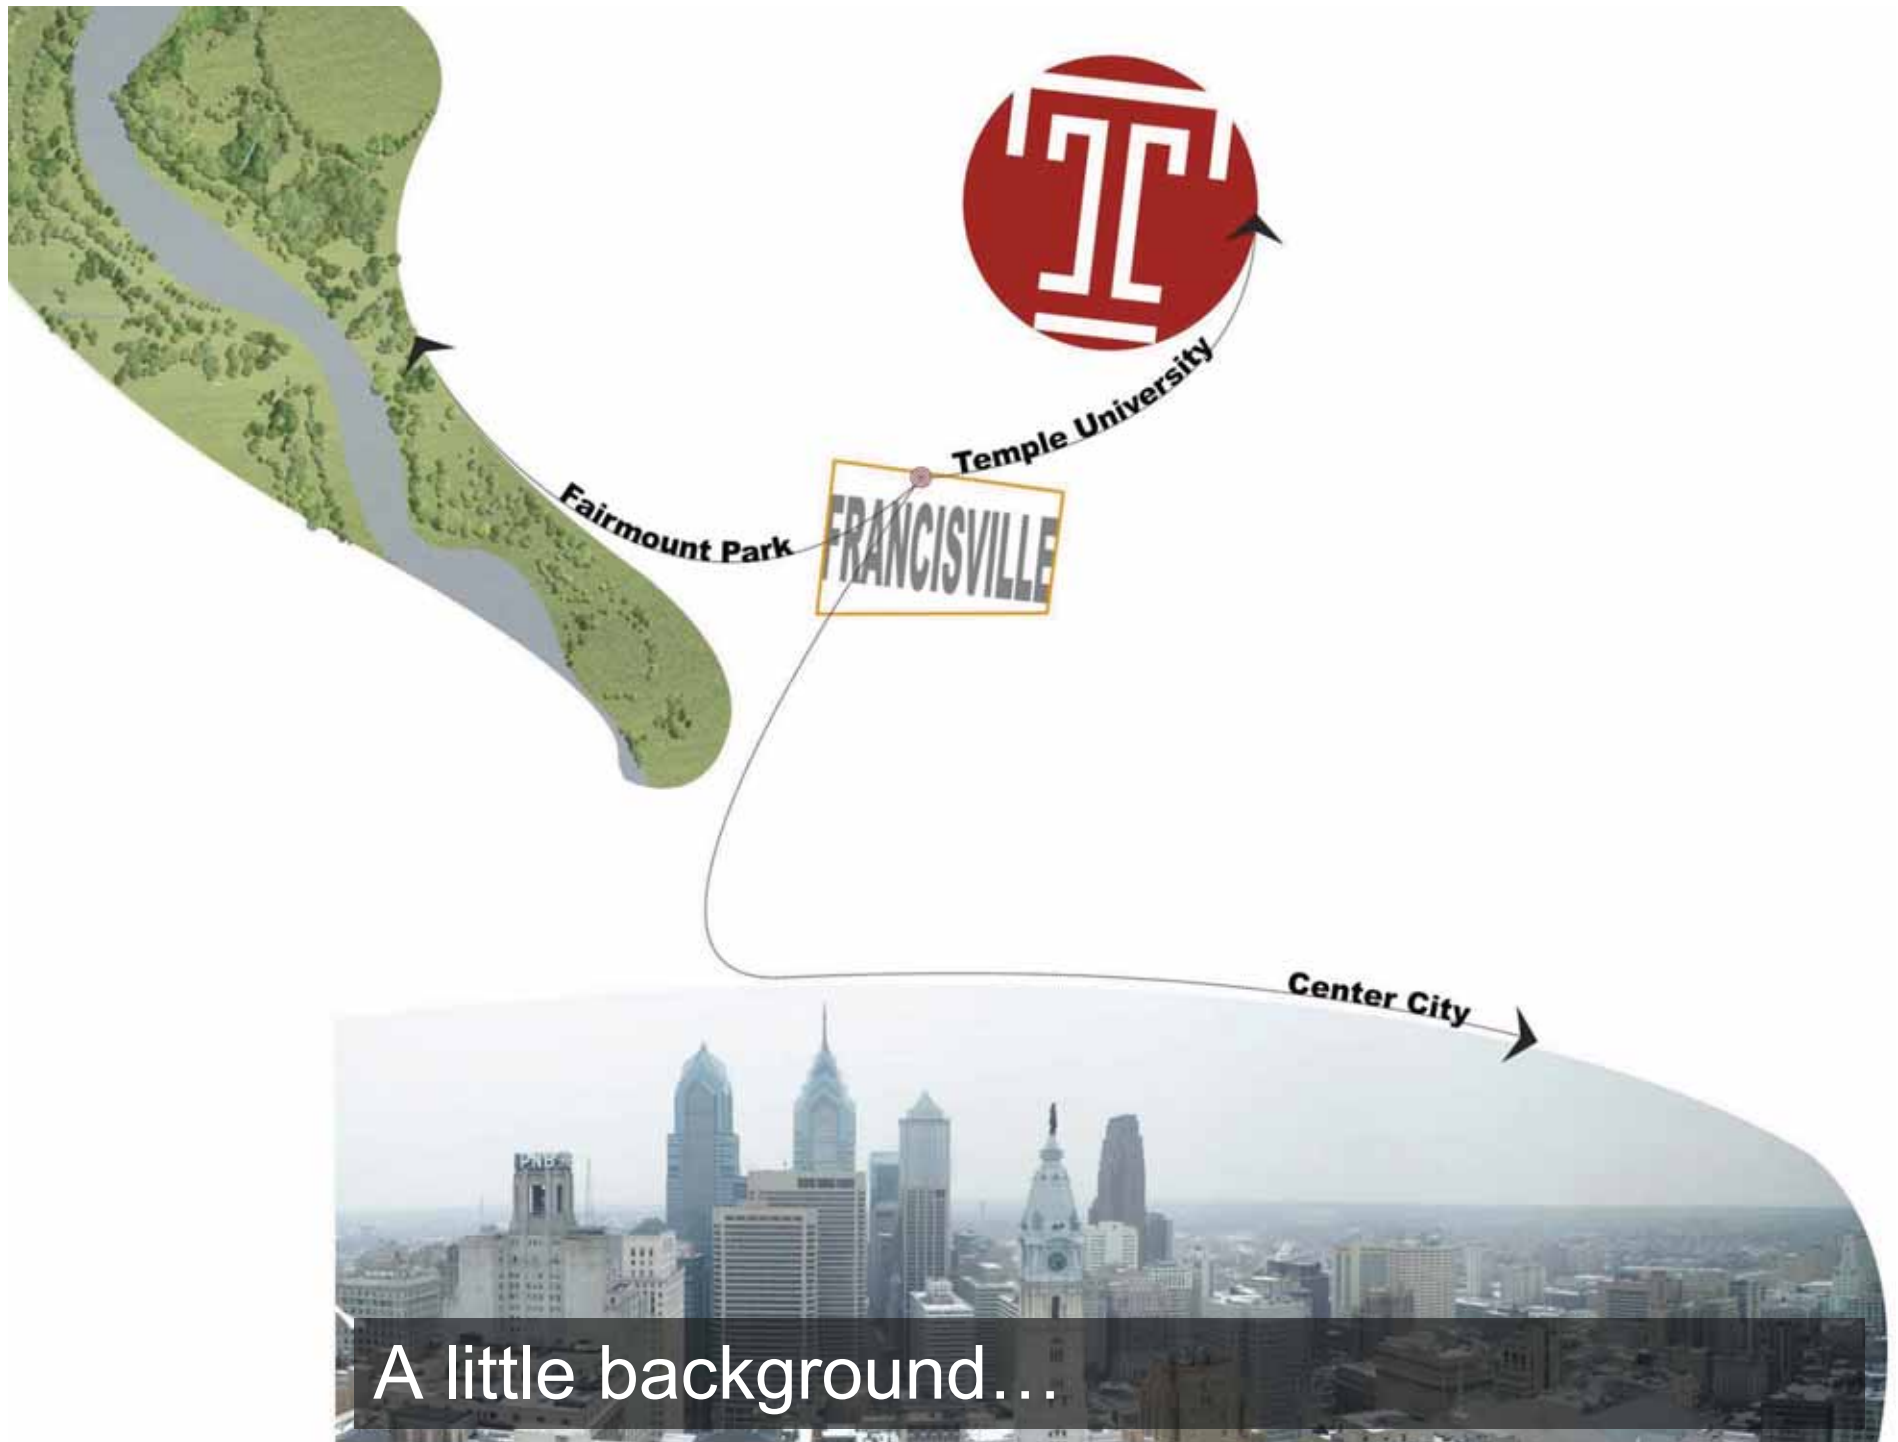 Temple University
Fairmount Park
FRANCISVILLE
Center City
PNB
A little background…